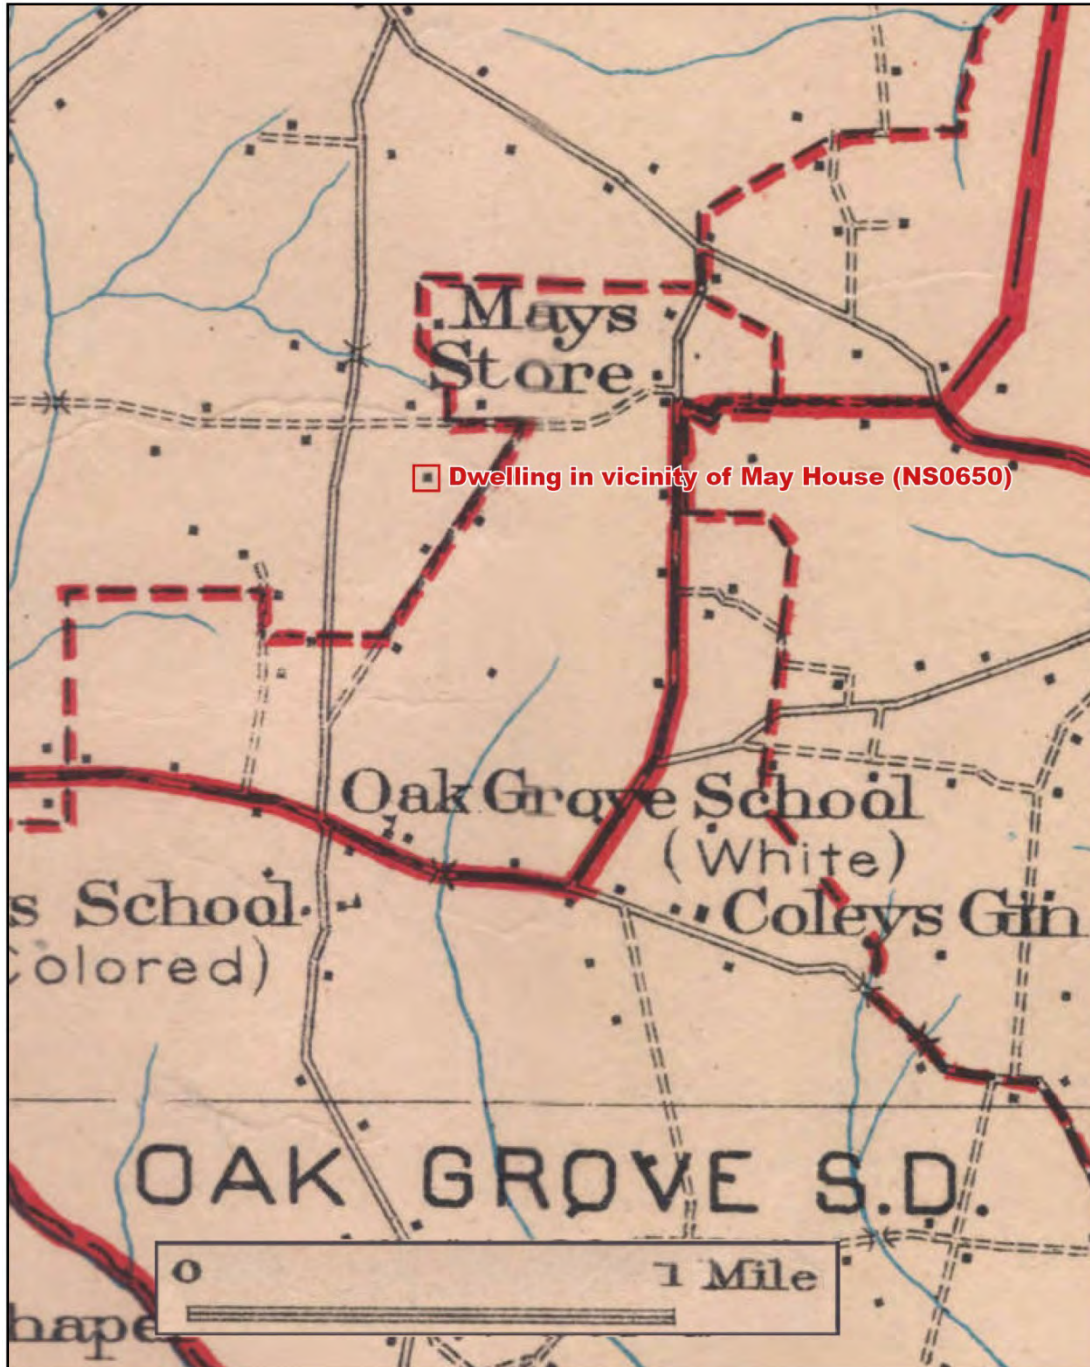 Mays
Store
Dwelling in vicinity of May House (NS0650)
Oak Grove School
(White)
s School
Colored)
Coleys Gin
OAK GROVE S.D.
0 1 Mile
hape